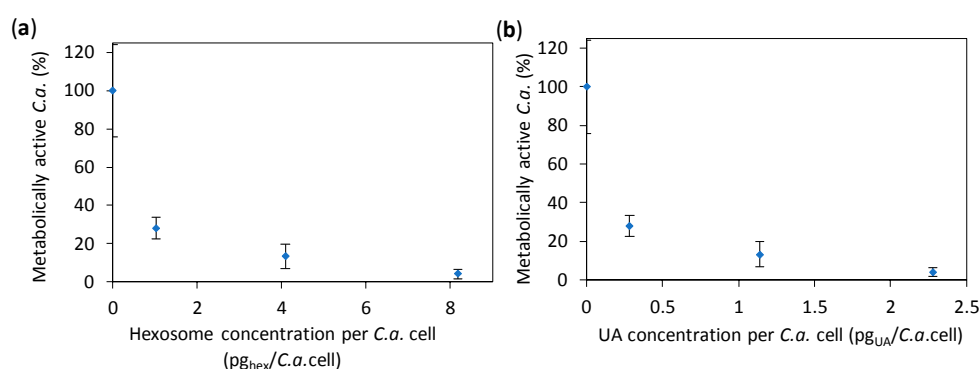 (a)
Metabolically active C.a. (%)
120
100
80
60
40
20
0
0 2 4 6 8
Hexosome concentration per C.a. cell
(pghex/C.a.cell)
(b)
Metabolically active C.a. (%)
120
100
80
60
40
20
0
0 0.5 1 1.5 2 2.5
UA concentration per C.a. cell (pgUA/C.a.cell)